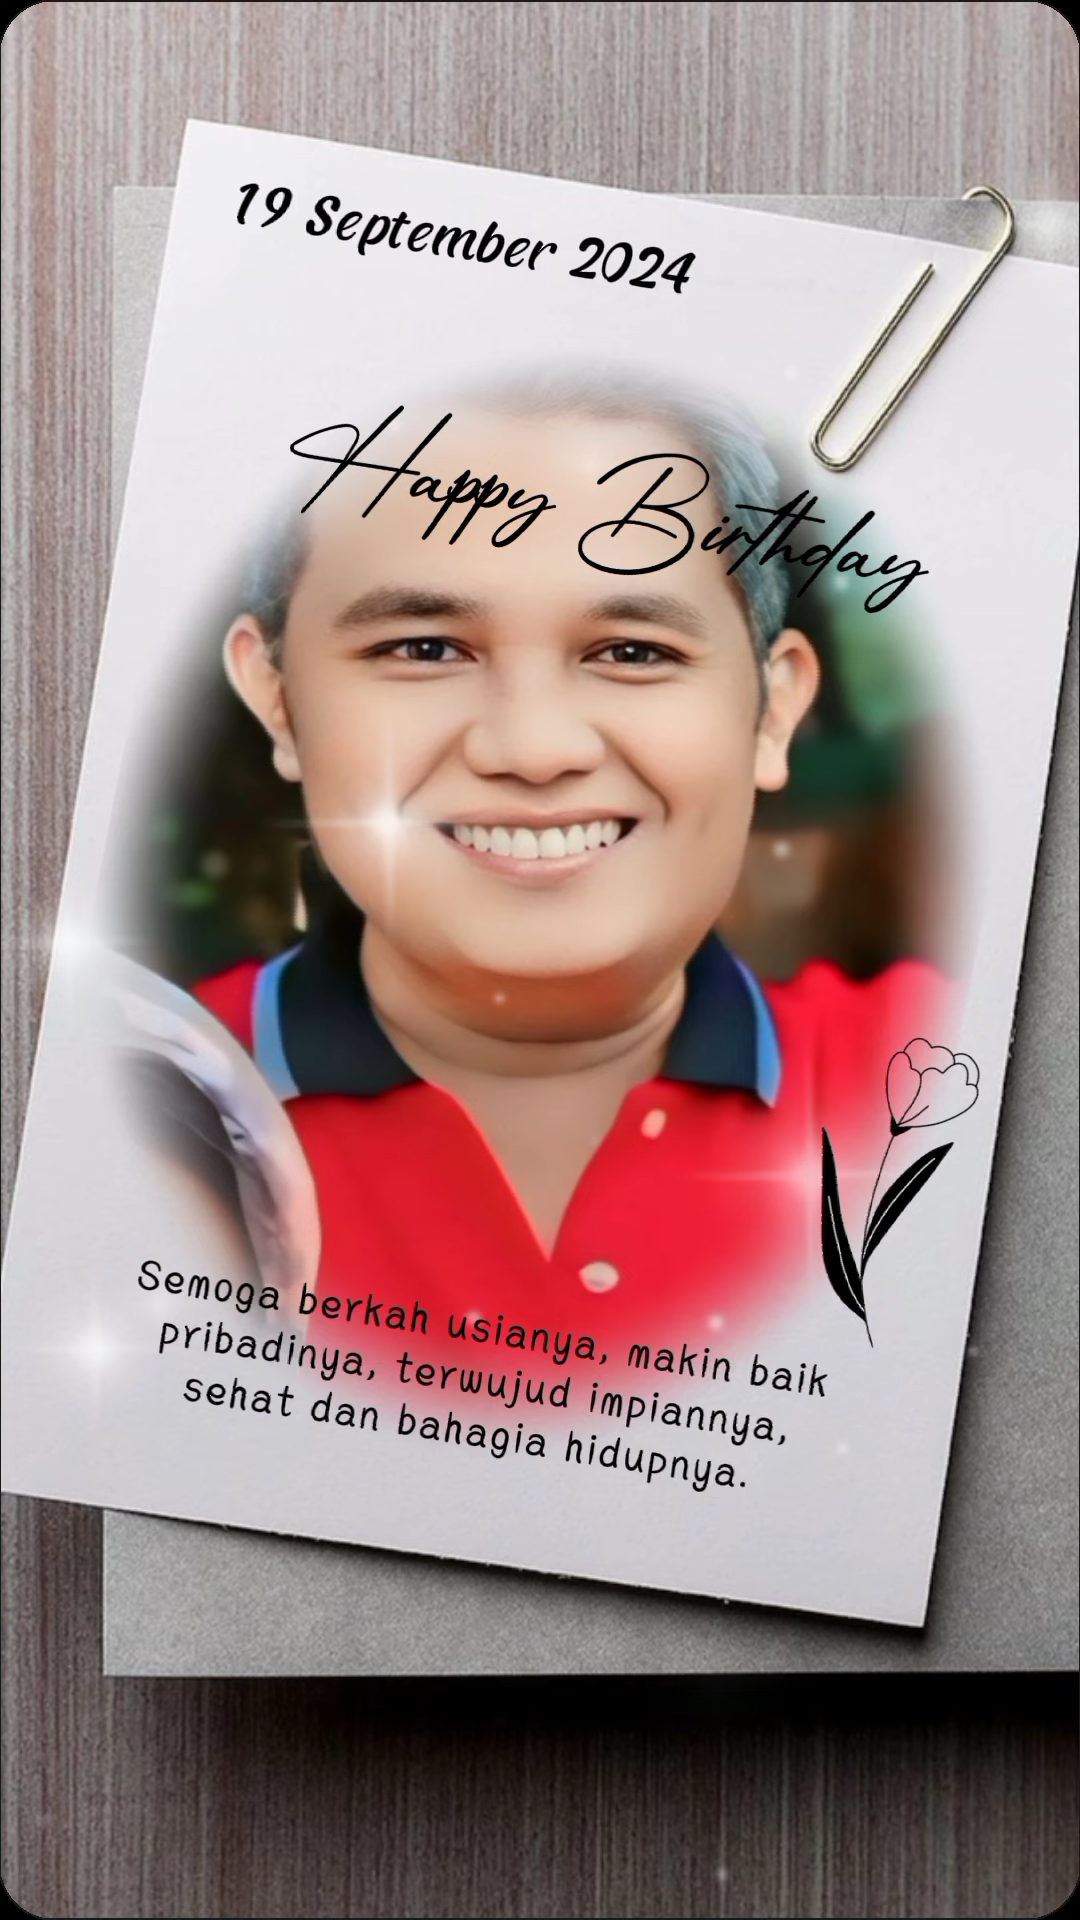 19 September 2024
Happy Birthday
Semoga berkah usianya, makin baik
pribadinya, terwujud impiannya,
sehat dan bahagia hidupnya.